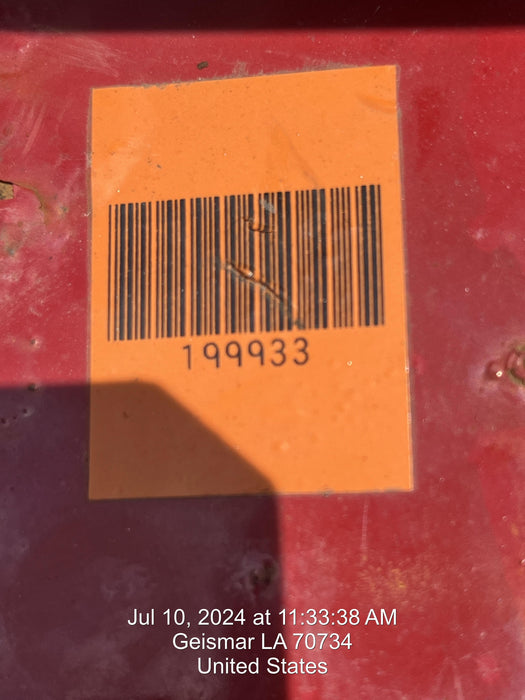 199933
Jul 10, 2024 at 11:33:38 AM
Geismar LA 70734
United States